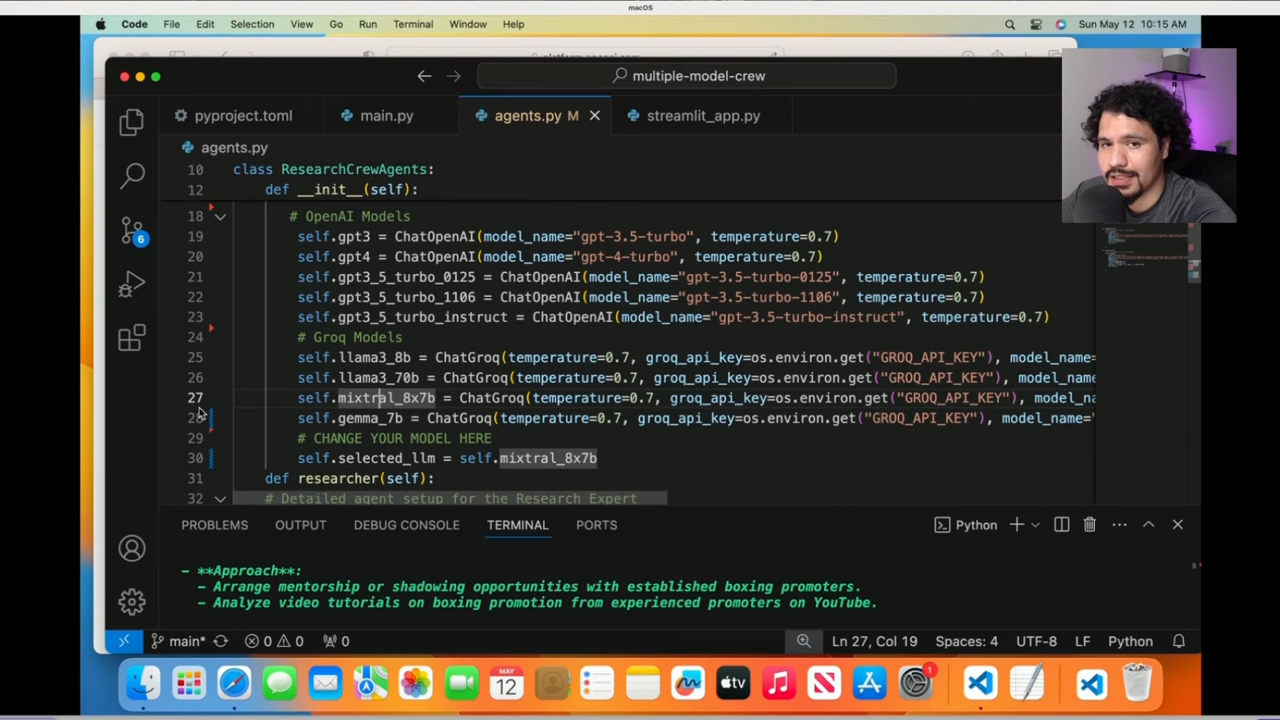 macOS
Code File Edit Selection View Go Run Terminal Window Help Sun May 12 10:15 AM
multiple-model-crew
pyproject.toml main.py agents.py M streamlit_app.py
agents.py
10 class ResearchCrewAgents:
12 def __init__(self):
18 # OpenAI Models
19 self.gpt3 = ChatOpenAI(model_name="gpt-3.5-turbo", temperature=0.7)
20 self.gpt4 = ChatOpenAI(model_name="gpt-4-turbo", temperature=0.7)
21 self.gpt3_5_turbo_0125 = ChatOpenAI(model_name="gpt-3.5-turbo-0125", temperature=0.7)
22 self.gpt3_5_turbo_1106 = ChatOpenAI(model_name="gpt-3.5-turbo-1106", temperature=0.7)
23 self.gpt3_5_turbo_instruct = ChatOpenAI(model_name="gpt-3.5-turbo-instruct", temperature=0.7)
24 # Groq Models
25 self.llama3_8b = ChatGroq(temperature=0.7, groq_api_key=os.environ.get("GROQ_API_KEY"), model_name=
26 self.llama3_70b = ChatGroq(temperature=0.7, groq_api_key=os.environ.get("GROQ_API_KEY"), model_name
27 self.mixtral_8x7b = ChatGroq(temperature=0.7, groq_api_key=os.environ.get("GROQ_API_KEY"), model_na
28 self.gemma_7b = ChatGroq(temperature=0.7, groq_api_key=os.environ.get("GROQ_API_KEY"), model_name="
29 # CHANGE YOUR MODEL HERE
30 self.selected_llm = self.mixtral_8x7b
31 def researcher(self):
32 # Detailed agent setup for the Research Expert
PROBLEMS OUTPUT DEBUG CONSOLE TERMINAL PORTS Python
- **Approach**:
- Arrange mentorship or shadowing opportunities with established boxing promoters.
- Analyze video tutorials on boxing promotion from experienced promoters on YouTube.
main* 0 0 0 Ln 27, Col 19 Spaces: 4 UTF-8 LF Python
6
MAY
12
tv
1